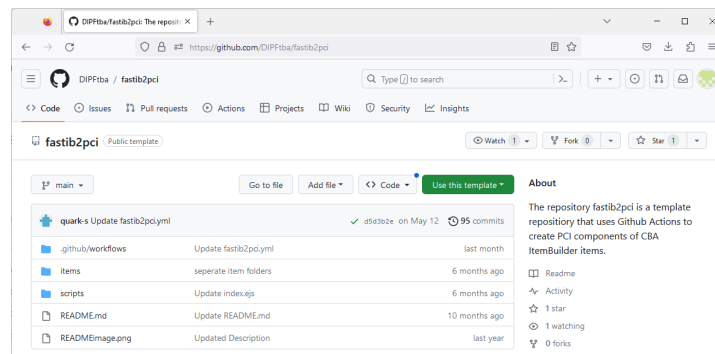 DIPFtba/fastib2pci: The reposito
https://github.com/DIPFtba/fastib2pci
DIPFtba / fastib2pci
Type / to search
Code
Issues
Pull requests
Actions
Projects
Wiki
Security
Insights
fastib2pci Public template
Watch 1
Fork 0
Star 1
main
Go to file
Add file
Code
Use this template
quark-s Update fastib2pci.yml
d5d3b2e on May 12
95 commits
.github/workflows Update fastib2pci.yml last month
items seperate item folders 6 months ago
scripts Update index.ejs 6 months ago
README.md Update README.md 10 months ago
READMEimage.png Updated Description last year
About
The repository fastib2pci is a template
repositiory that uses Github Actions to
create PCI components of CBA
ItemBuilder items.
Readme
Activity
1 star
1 watching
0 forks